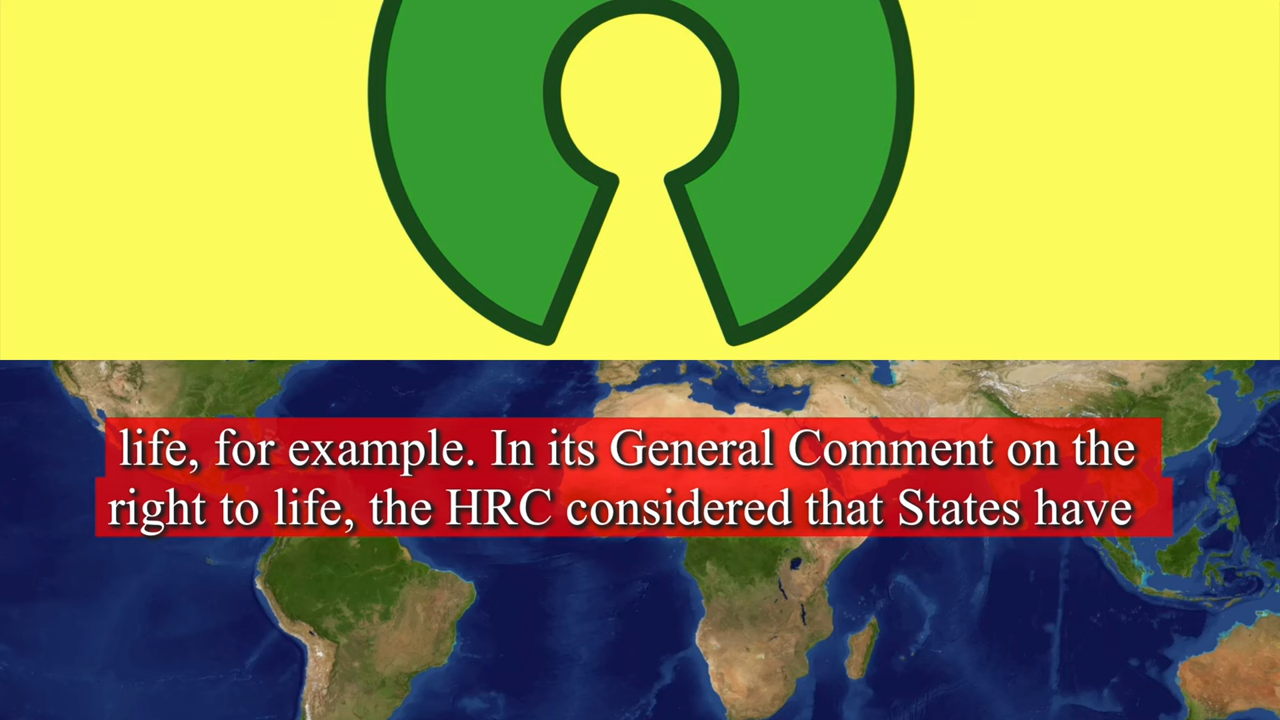 life, for example. In its General Comment on the
right to life, the HRC considered that States have